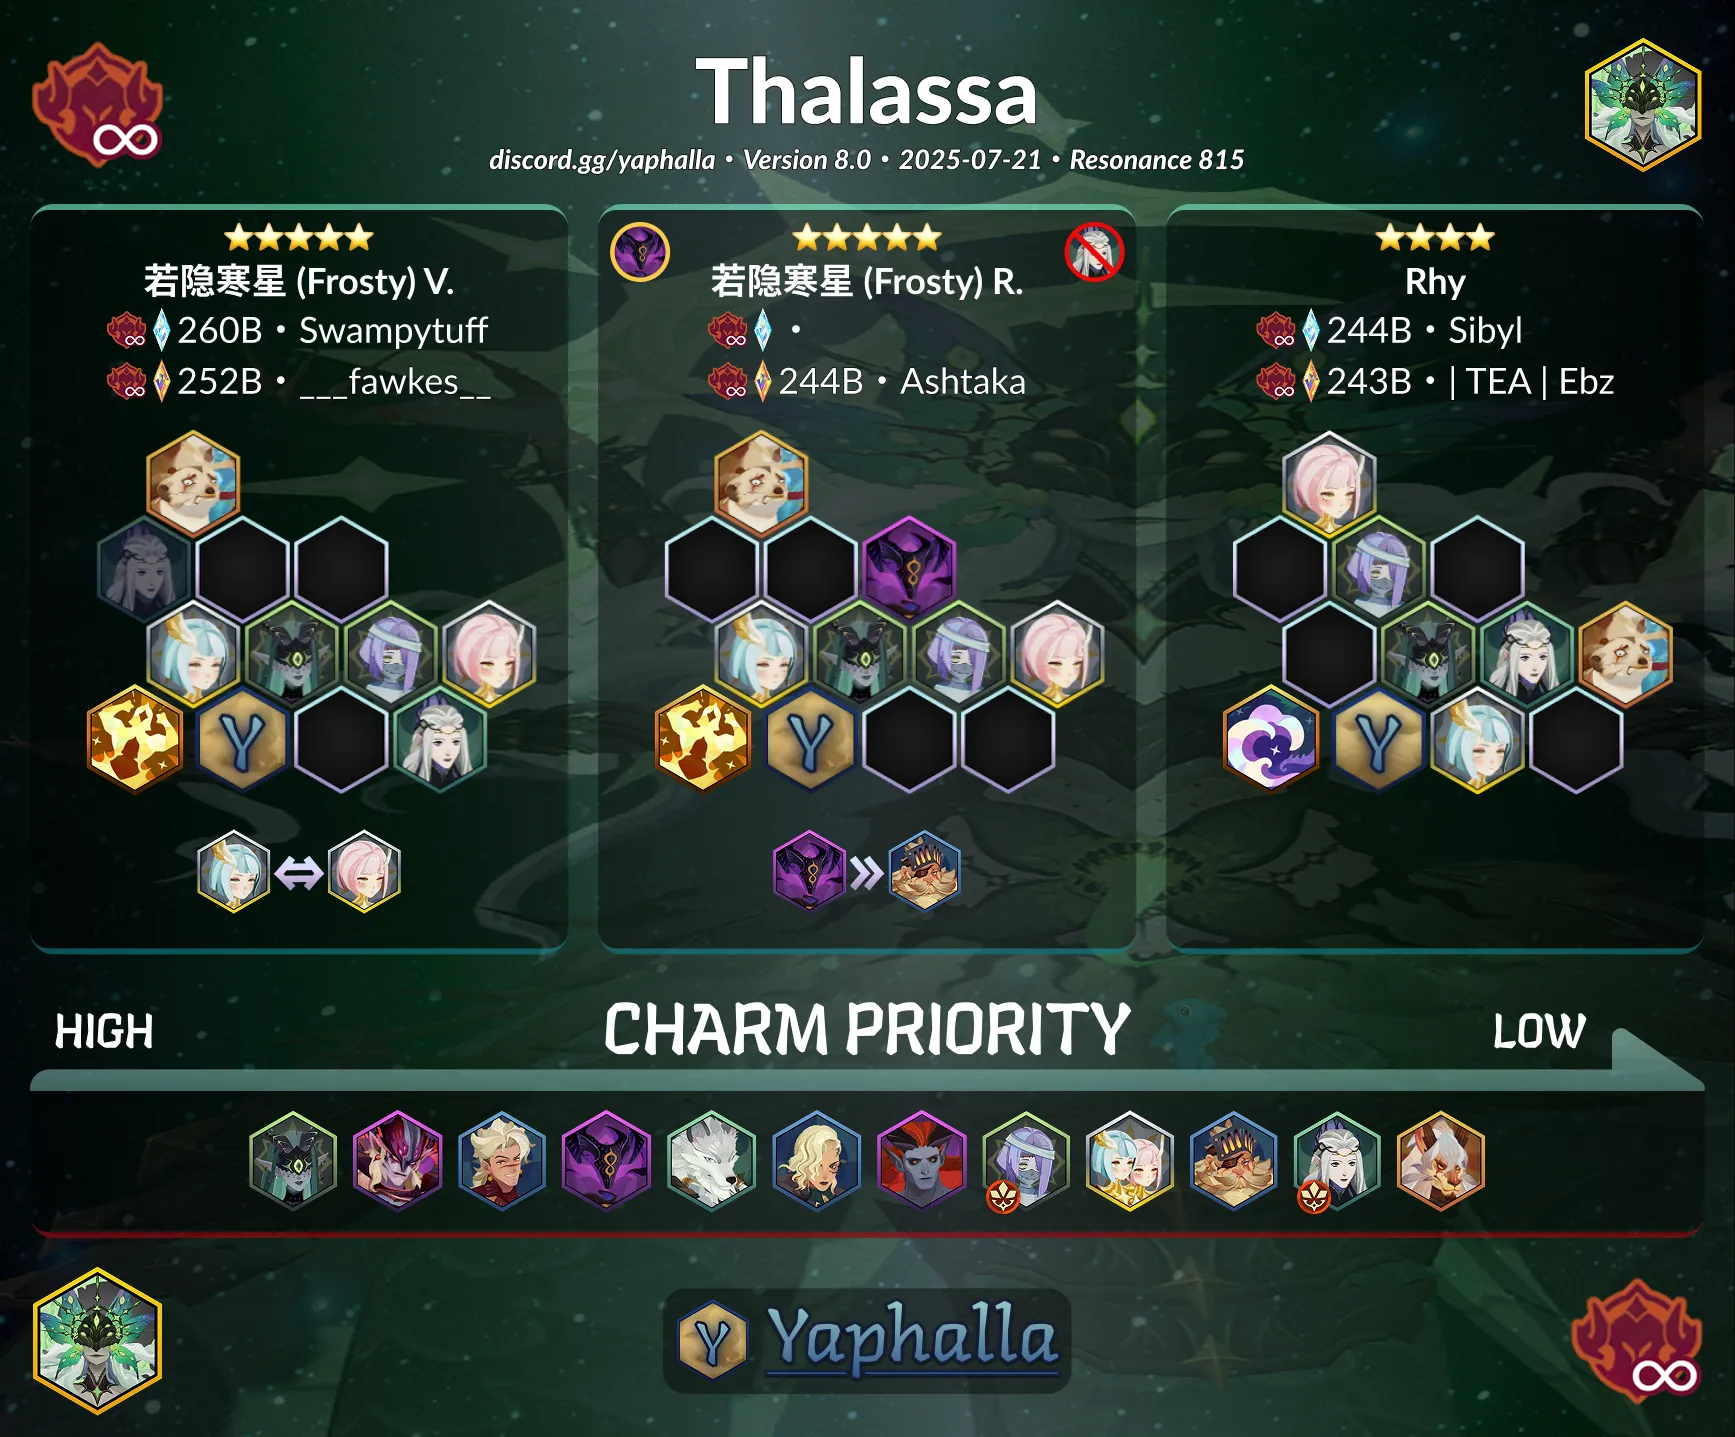 Thalassa
discord.gg/yaphalla • Version 8.0 • 2025-07-21 • Resonance 815
若隐寒星 (Frosty) V.
260B • Swampytuff
252B • ___fawkes__
若隐寒星 (Frosty) R.
•
244B • Ashtaka
Rhy
244B • Sibyl
243B • | TEA | Ebz
Y
Y
Y
HIGH
CHARM PRIORITY
LOW
Y Yaphalla